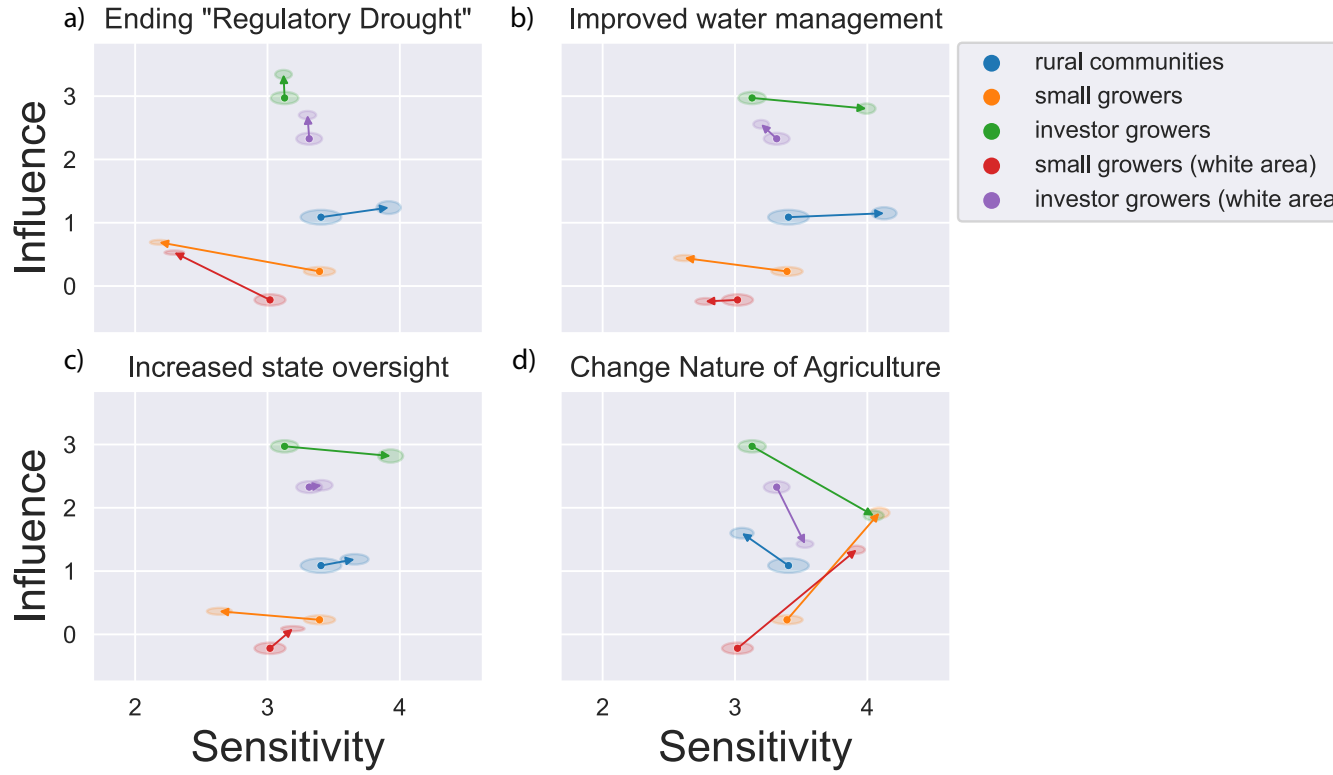 a) Ending "Regulatory Drought"
b) Improved water management
rural communities
small growers
investor growers
small growers (white area)
investor growers (white area
Influence
3
2
1
0
c) Increased state oversight
d) Change Nature of Agriculture
Influence
3
2
1
0
2 3 4
2 3 4
Sensitivity
Sensitivity